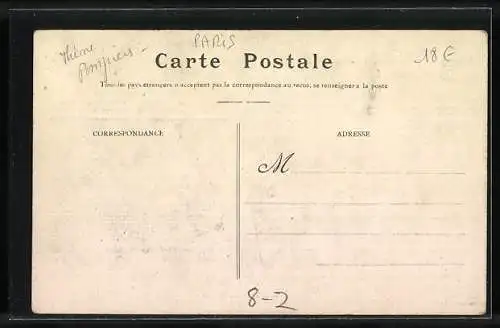 Thème
Pompiers
PARIS
18€
Carte Postale
Tous les pays étrangers n'acceptent pas la correspondance au recto, se renseigner à la poste
CORRESPONDANCE
ADRESSE
M
8-2